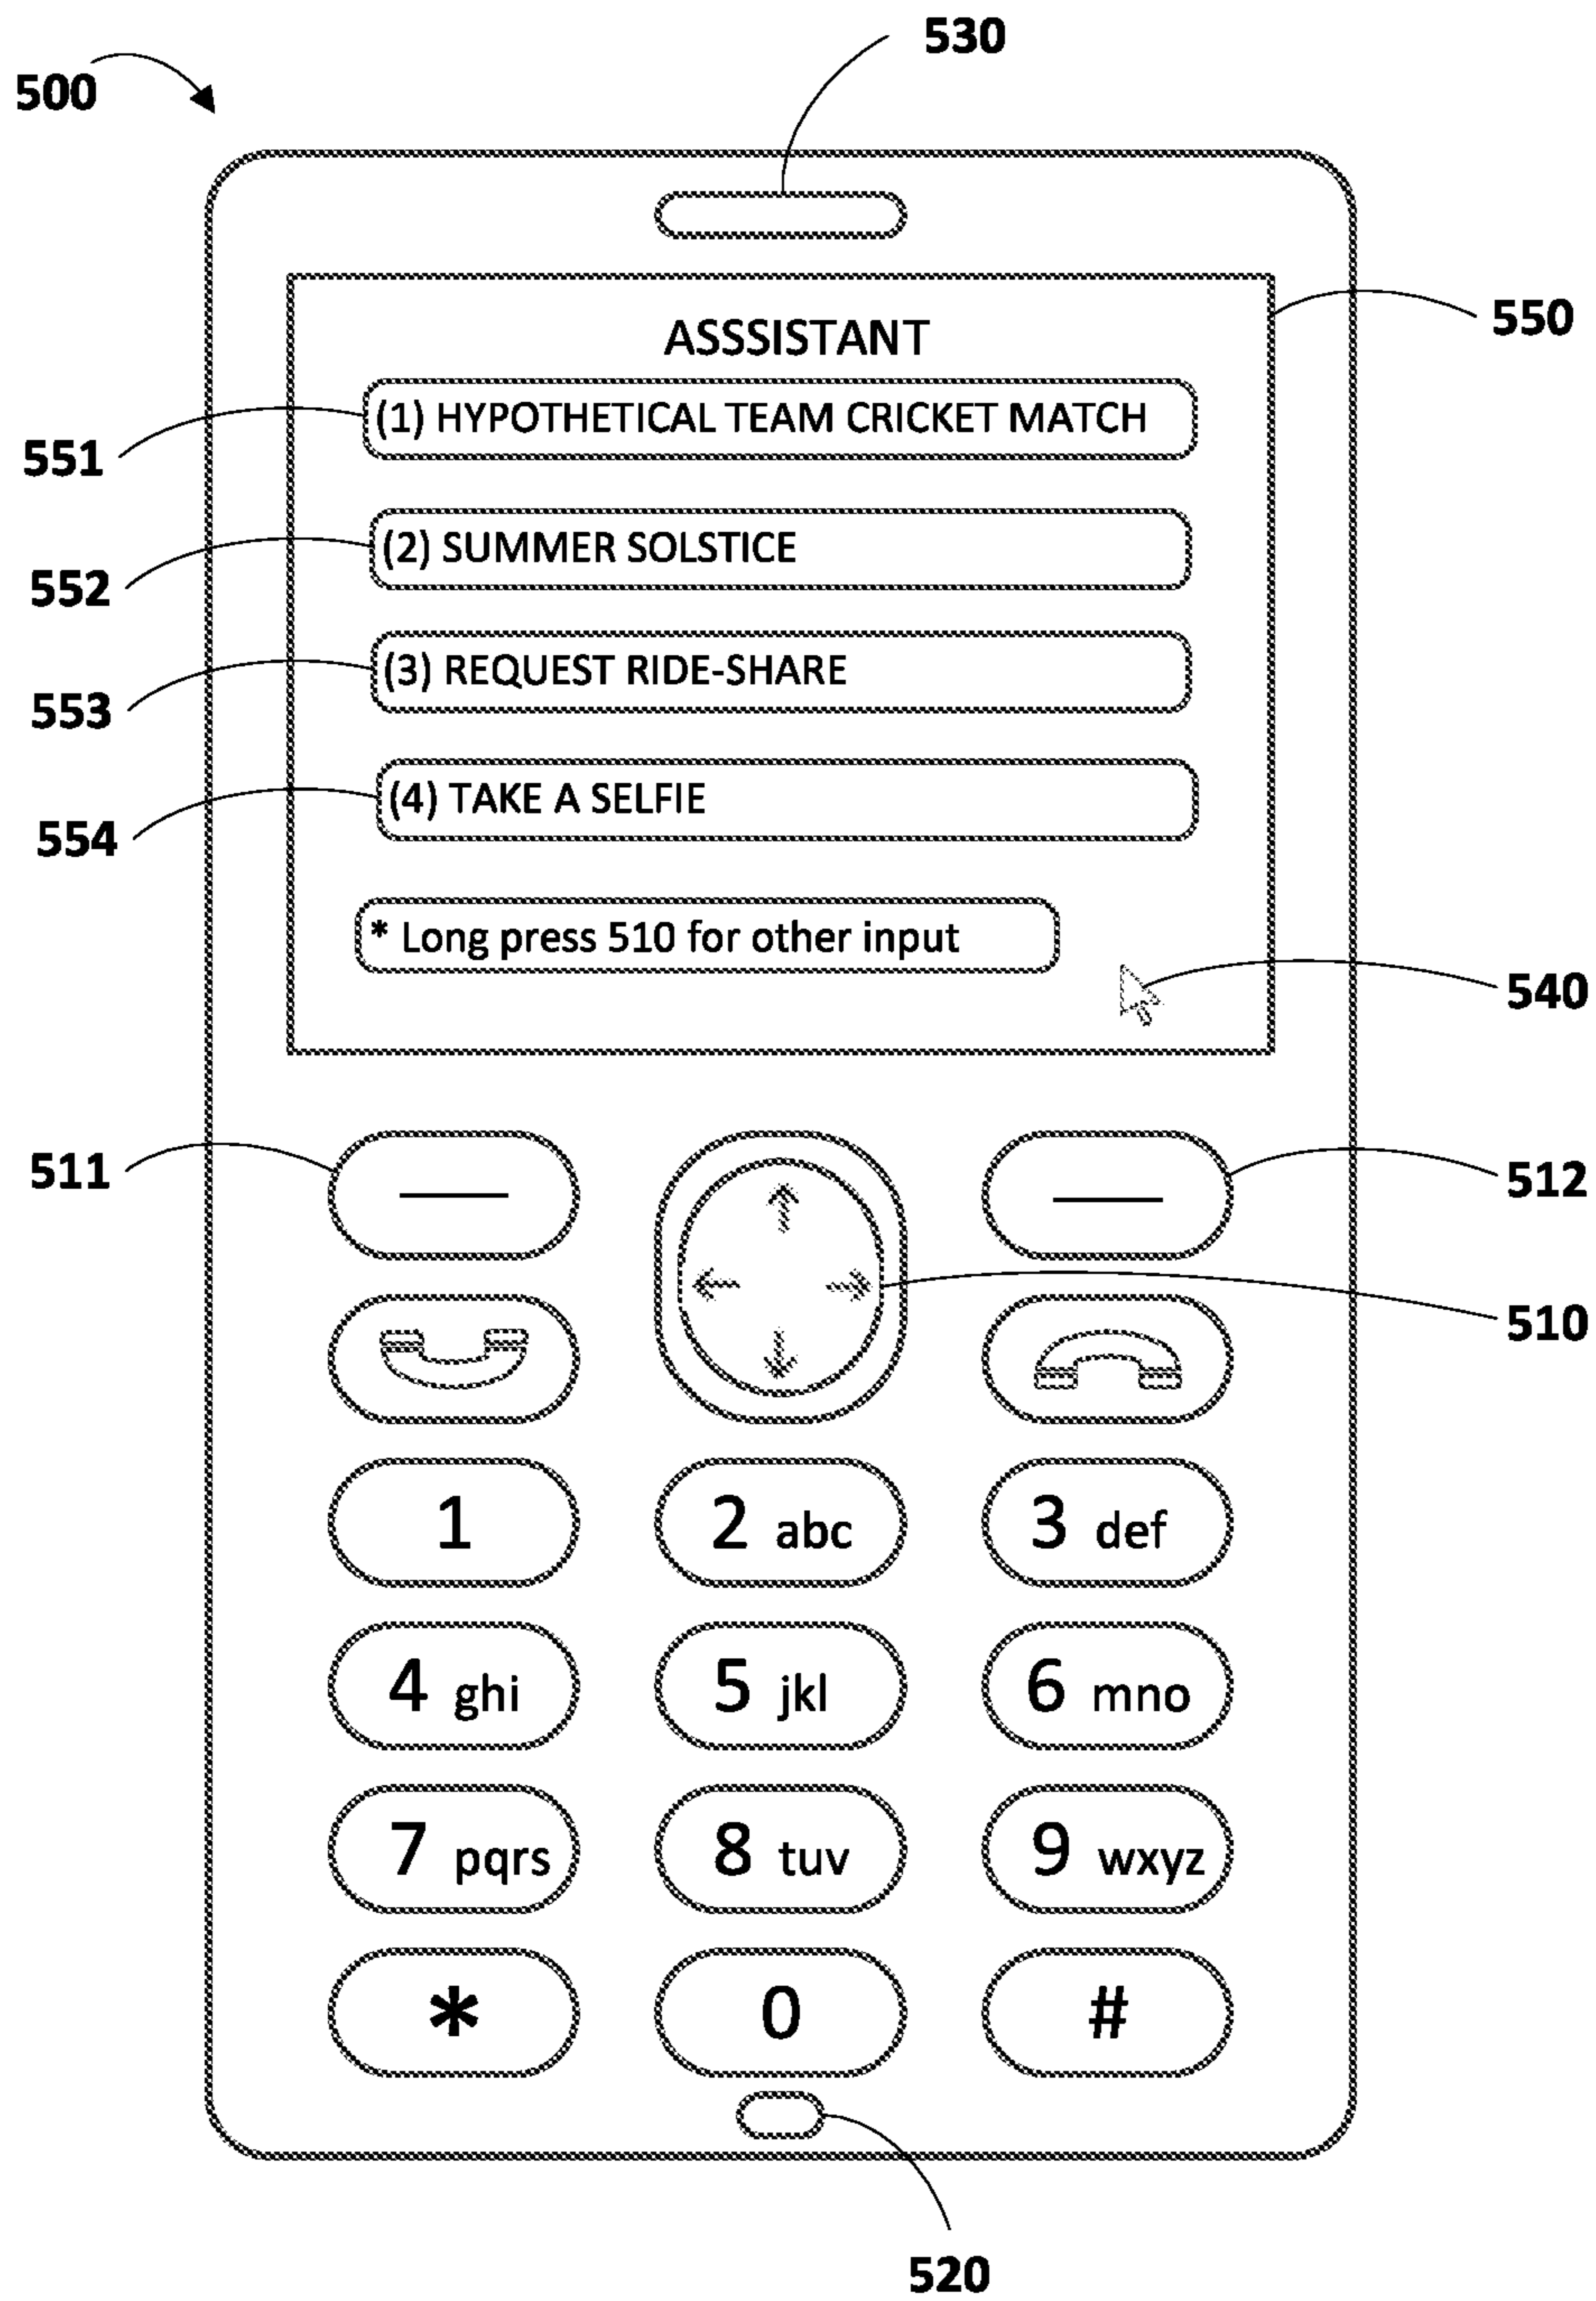 530
500
550
ASSSISTANT
551
(1) HYPOTHETICAL TEAM CRICKET MATCH
552
(2) SUMMER SOLSTICE
553
(3) REQUEST RIDE-SHARE
554
(4) TAKE A SELFIE
* Long press 510 for other input
540
511
512
510
1
2 abc
3 def
4 ghi
5 jkl
6 mno
7 pqrs
8 tuv
9 wxyz
*
0
#
520